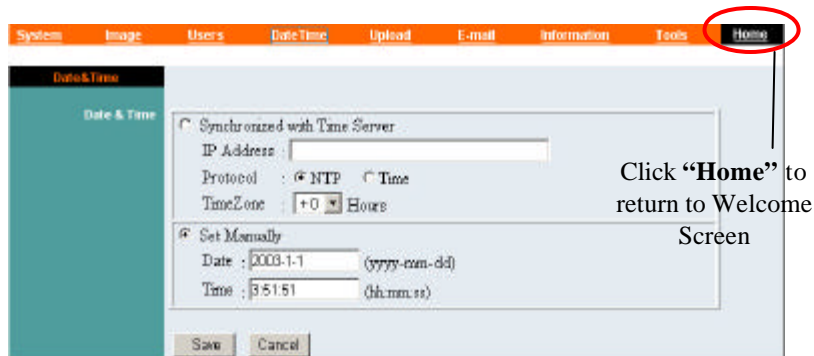 System Image Users DateTime Upload E-mail Information Tools Home
Date&Time
Date & Time
Synchronized with Time Server
IP Address :
Protocol : NTP Time
TimeZone : +0 Hours
Set Manually
Date : 2003-1-1 (yyyy-mm-dd)
Time : 3:51:51 (hh:mm:ss)
Save Cancel
Click “Home” to
return to Welcome
Screen